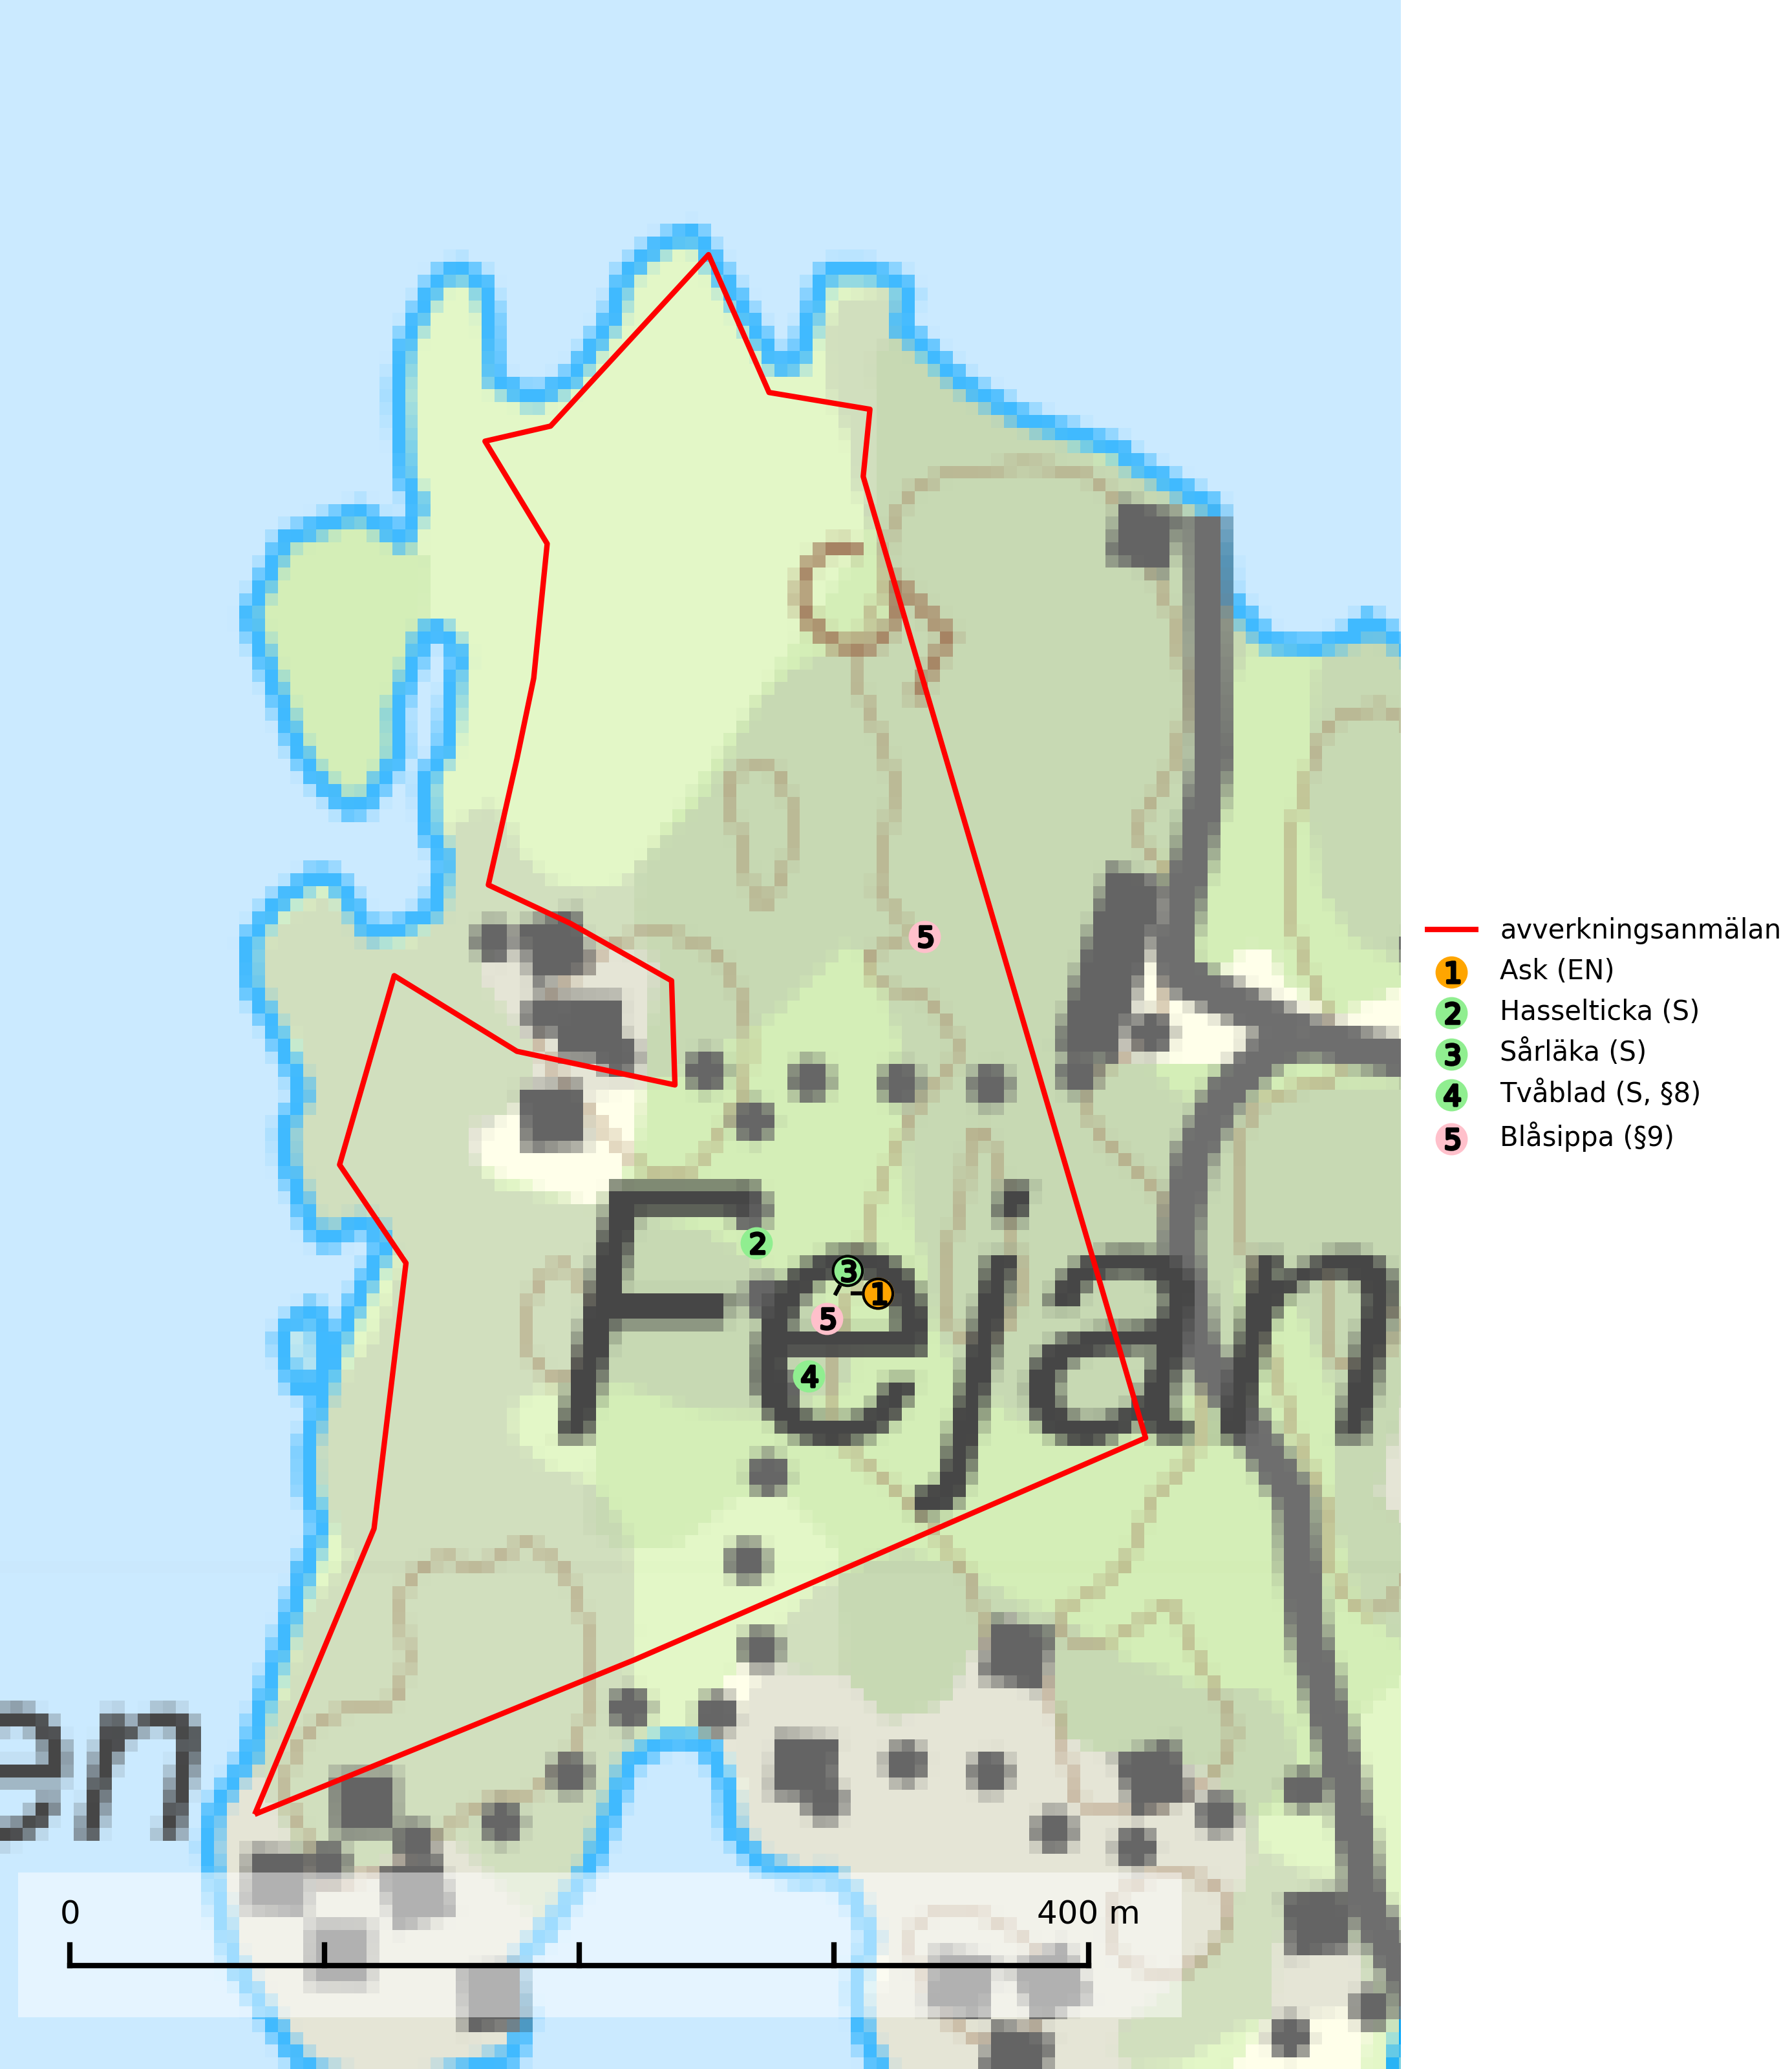 avverkningsanmälan
1 Ask (EN)
2 Hasselticka (S)
3 Sårläka (S)
4 Tvåblad (S, §8)
5 Blåsippa (§9)
5
2
3
1
5
4
Fejan
en
0 400 m